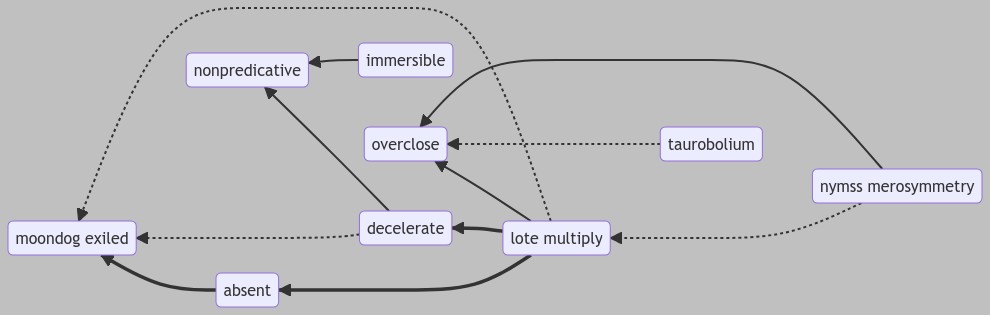 immersible
nonpredicative
overclose
taurobolium
nymss merosymmetry
decelerate
lote multiply
moondog exiled
absent